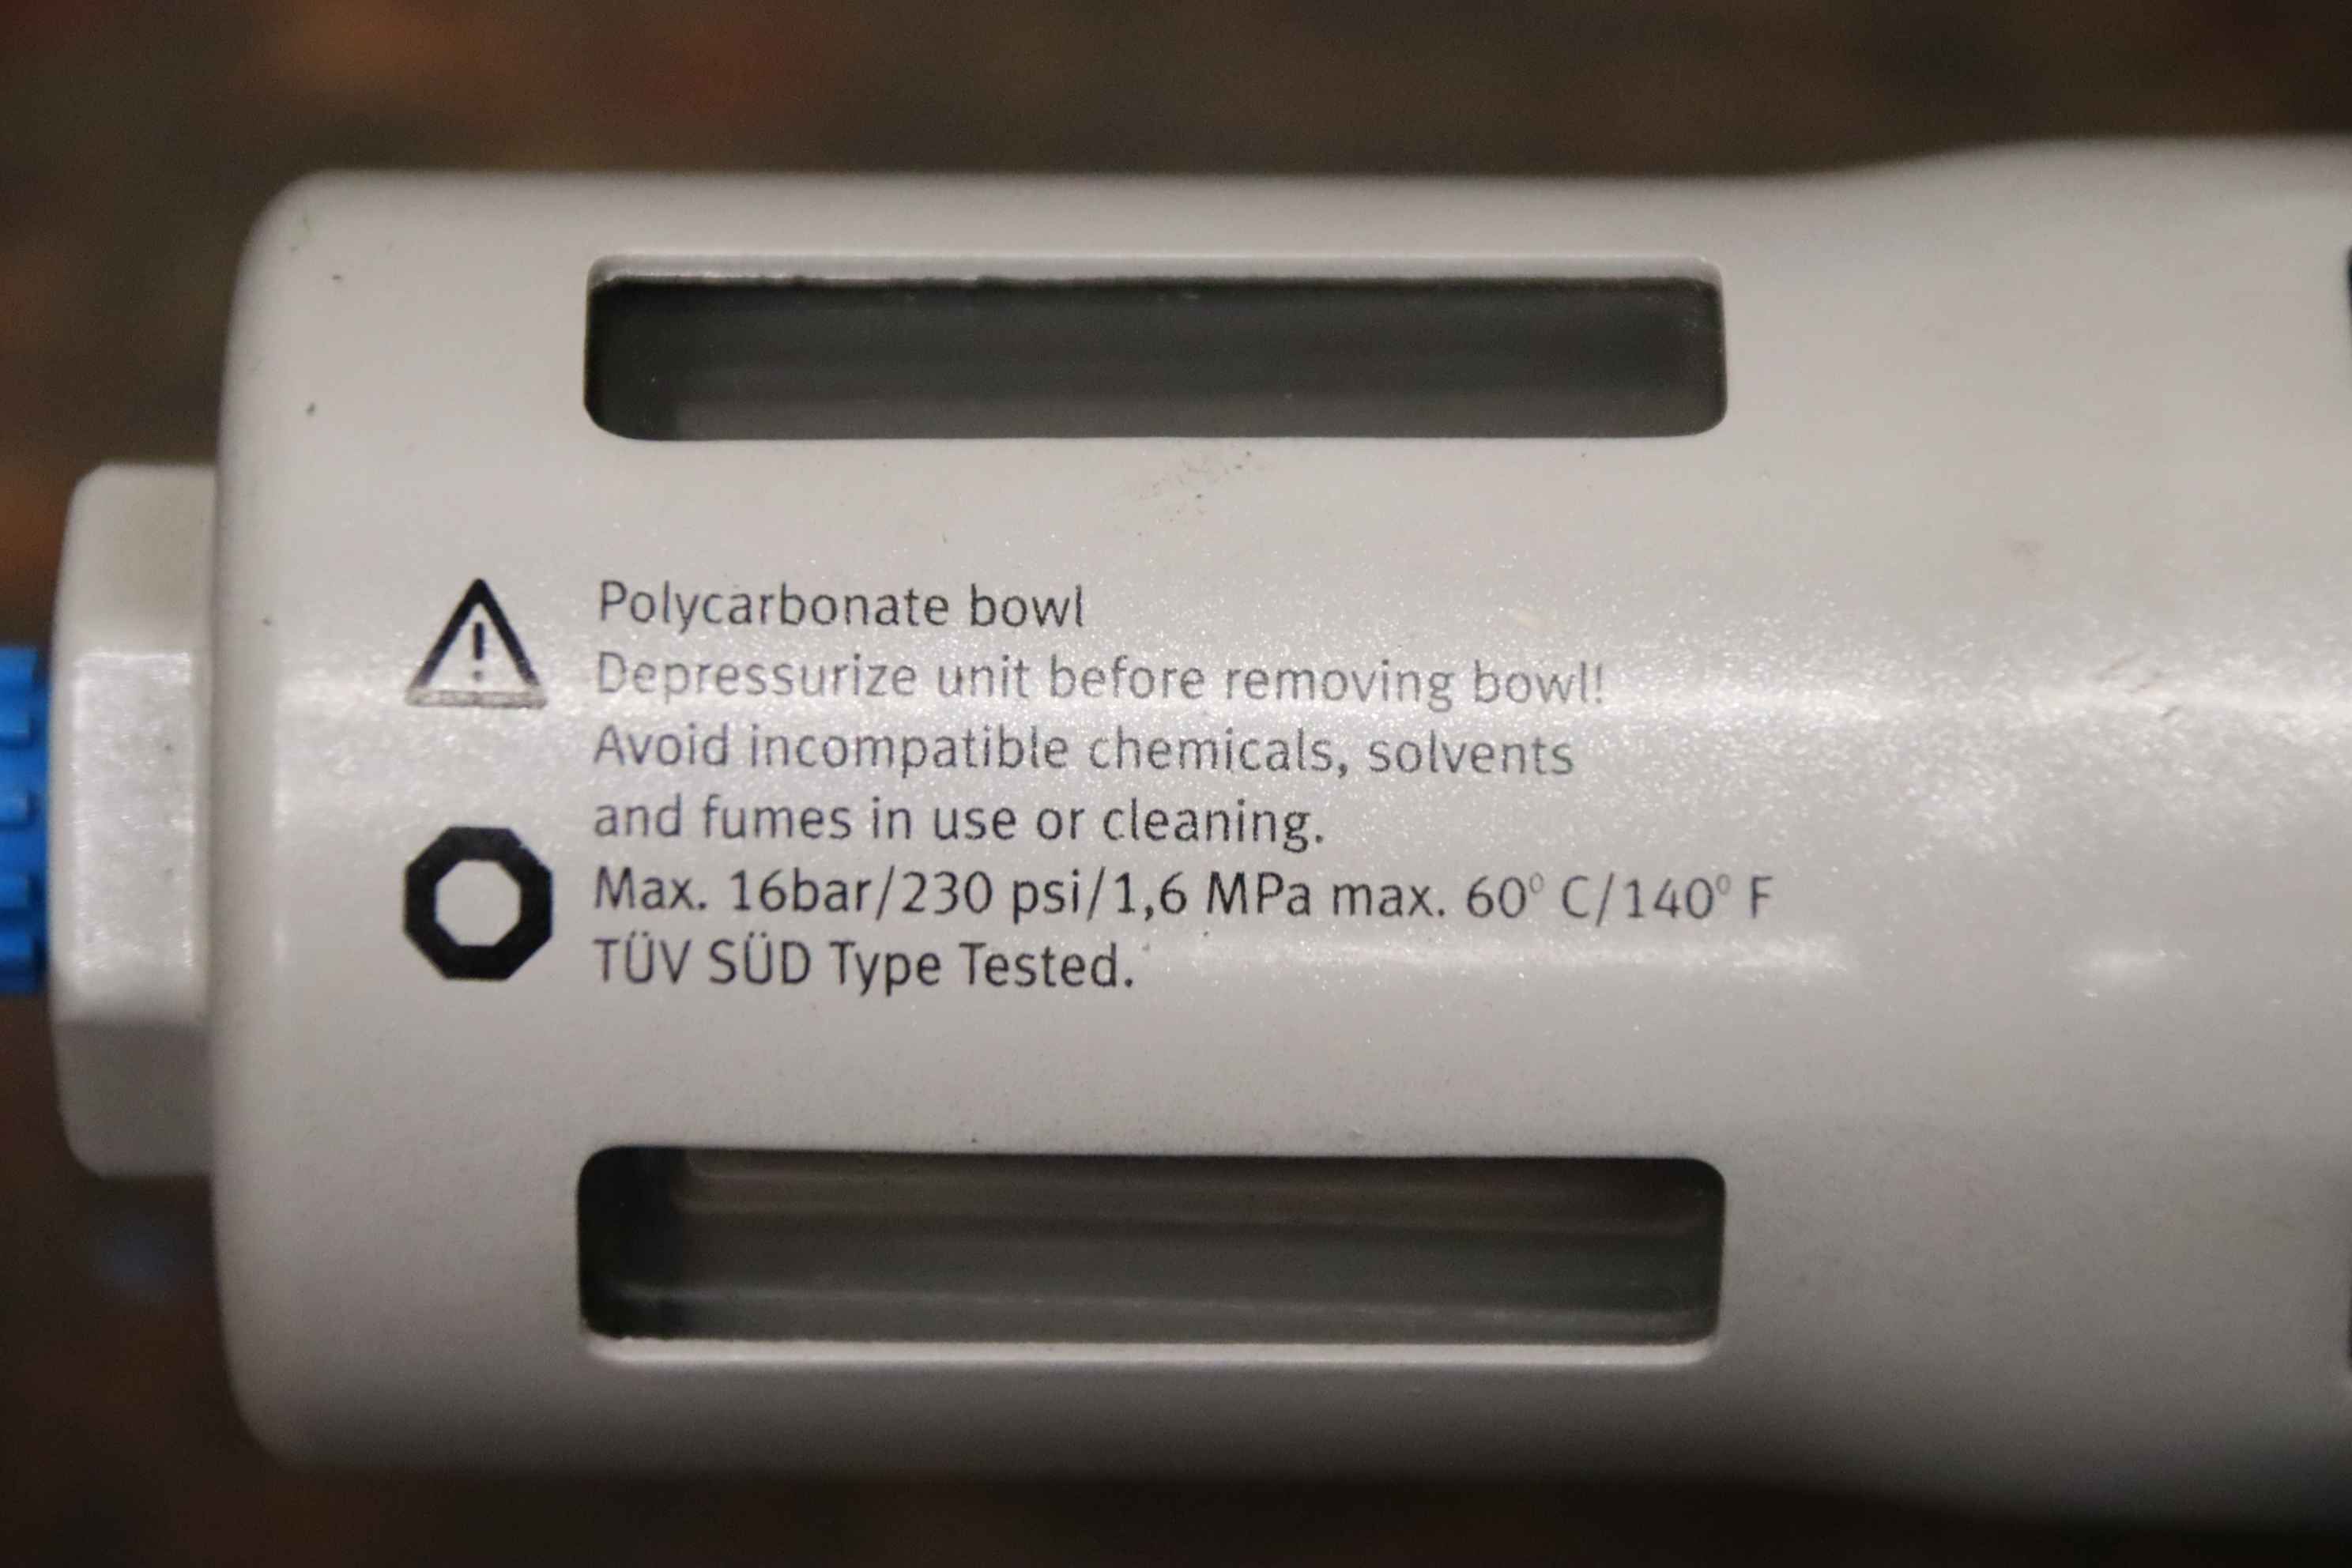 Polycarbonate bowl
Depressurize unit before removing bowl!
Avoid incompatible chemicals, solvents
and fumes in use or cleaning.
Max. 16bar/230 psi/1,6 MPa max. 60° C/140° F
TÜV SÜD Type Tested.